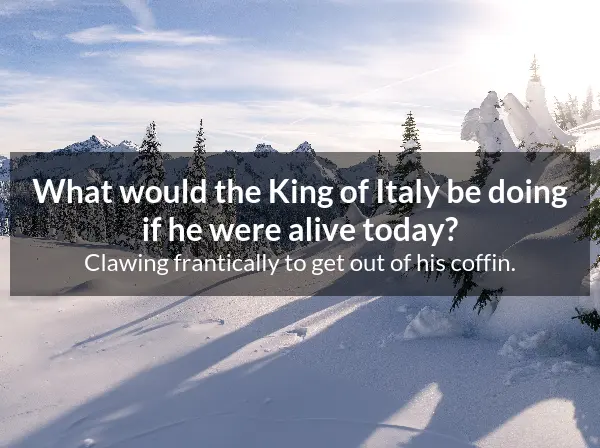 What would the King of Italy be doing
if he were alive today?
Clawing frantically to get out of his coffin.